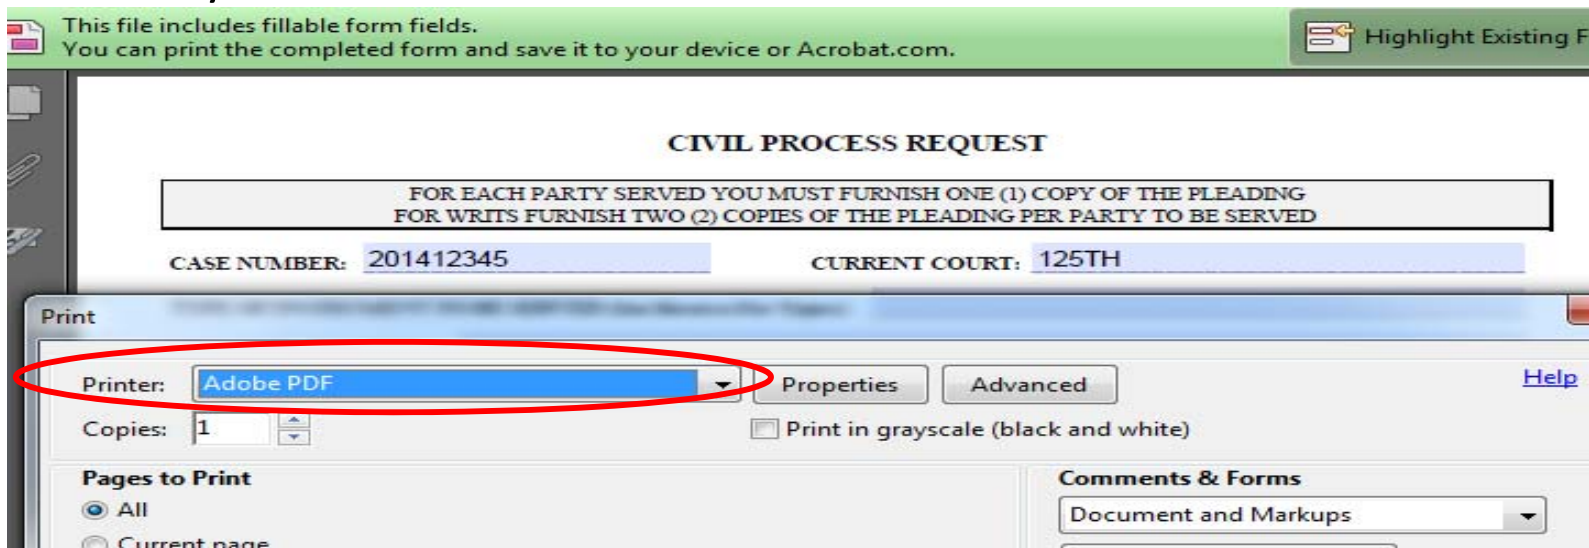 This file includes fillable form fields.
You can print the completed form and save it to your device or Acrobat.com.
Highlight Existing F
CIVIL PROCESS REQUEST
FOR EACH PARTY SERVED YOU MUST FURNISH ONE (1) COPY OF THE PLEADING
FOR WRITS FURNISH TWO (2) COPIES OF THE PLEADING PER PARTY TO BE SERVED
CASE NUMBER: 201412345 CURRENT COURT: 125TH
Print
Printer: Adobe PDF Properties Advanced Help
Copies: 1 Print in grayscale (black and white)
Pages to Print Comments & Forms
All Document and Markups
Current page